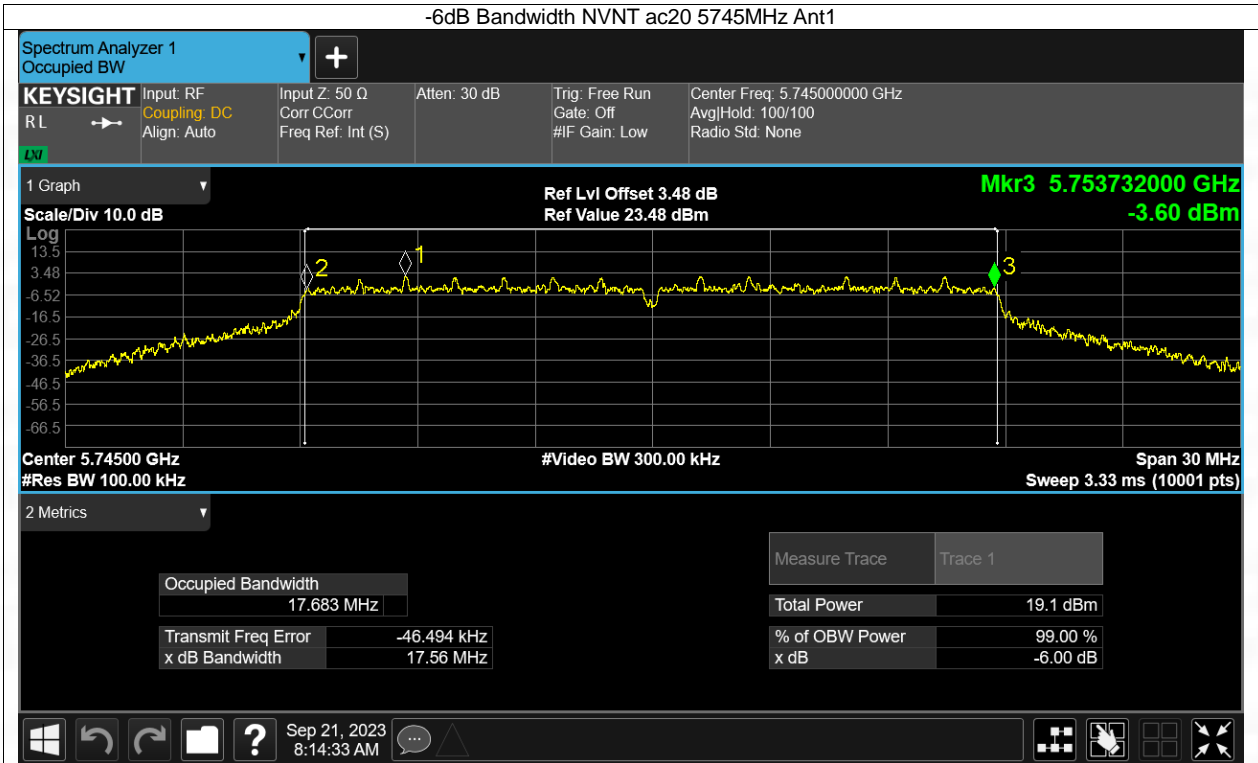 -6dB Bandwidth NVNT ac20 5745MHz Ant1
Spectrum Analyzer 1
Occupied BW
+
KEYSIGHT
R L
LXI
Input: RF
Coupling: DC
Align: Auto
Input Z: 50 Ω
Corr CCorr
Freq Ref: Int (S)
Atten: 30 dB
Trig: Free Run
Gate: Off
#IF Gain: Low
Center Freq: 5.745000000 GHz
Avg|Hold: 100/100
Radio Std: None
1 Graph
Scale/Div 10.0 dB
Ref Lvl Offset 3.48 dB
Ref Value 23.48 dBm
Mkr3 5.753732000 GHz
-3.60 dBm
Log
13.5
3.48
-6.52
-16.5
-26.5
-36.5
-46.5
-56.5
-66.5
2
1
3
Center 5.74500 GHz
#Video BW 300.00 kHz
Span 30 MHz
#Res BW 100.00 kHz
Sweep 3.33 ms (10001 pts)
2 Metrics
Measure Trace Trace 1
Occupied Bandwidth
17.683 MHz
Total Power 19.1 dBm
Transmit Freq Error -46.494 kHz
% of OBW Power 99.00 %
x dB Bandwidth 17.56 MHz
x dB -6.00 dB
?
Sep 21, 2023
8:14:33 AM